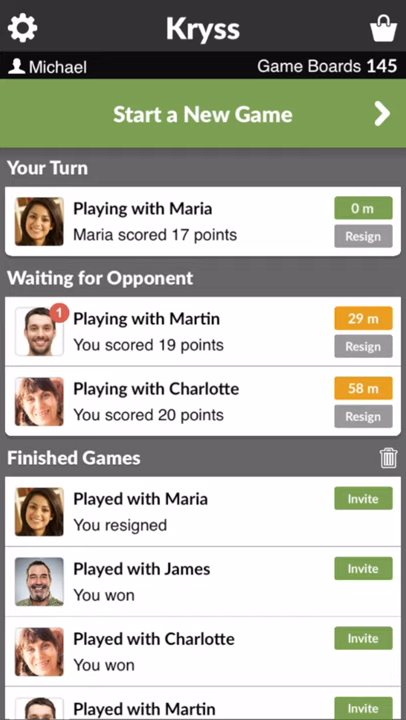 Kryss
Michael
Game Boards 145
Start a New Game
Your Turn
Playing with Maria
0 m
Maria scored 17 points
Resign
Waiting for Opponent
1
Playing with Martin
29 m
You scored 19 points
Resign
Playing with Charlotte
58 m
You scored 20 points
Resign
Finished Games
Played with Maria
Invite
You resigned
Played with James
Invite
You won
Played with Charlotte
Invite
You won
Played with Martin
Invite